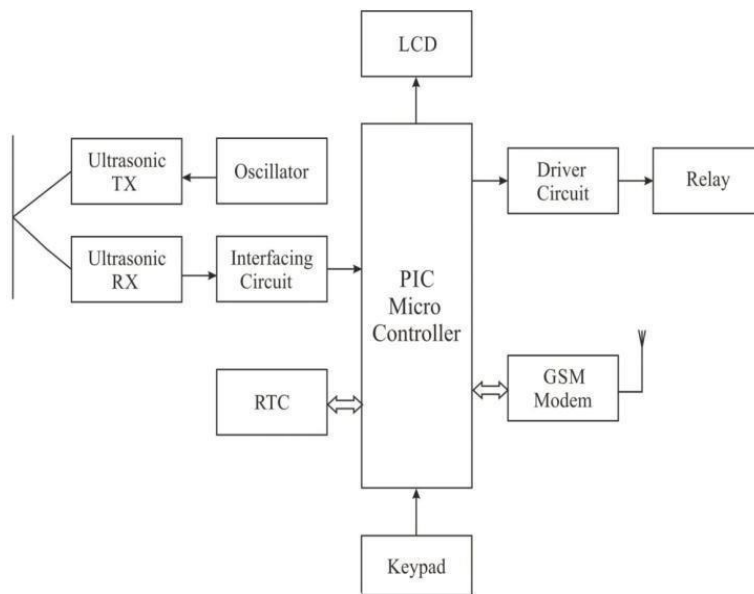 LCD
Ultrasonic
TX
Oscillator
Driver
Circuit
Relay
Ultrasonic
RX
Interfacing
Circuit
PIC
Micro
Controller
RTC
GSM
Modem
Keypad